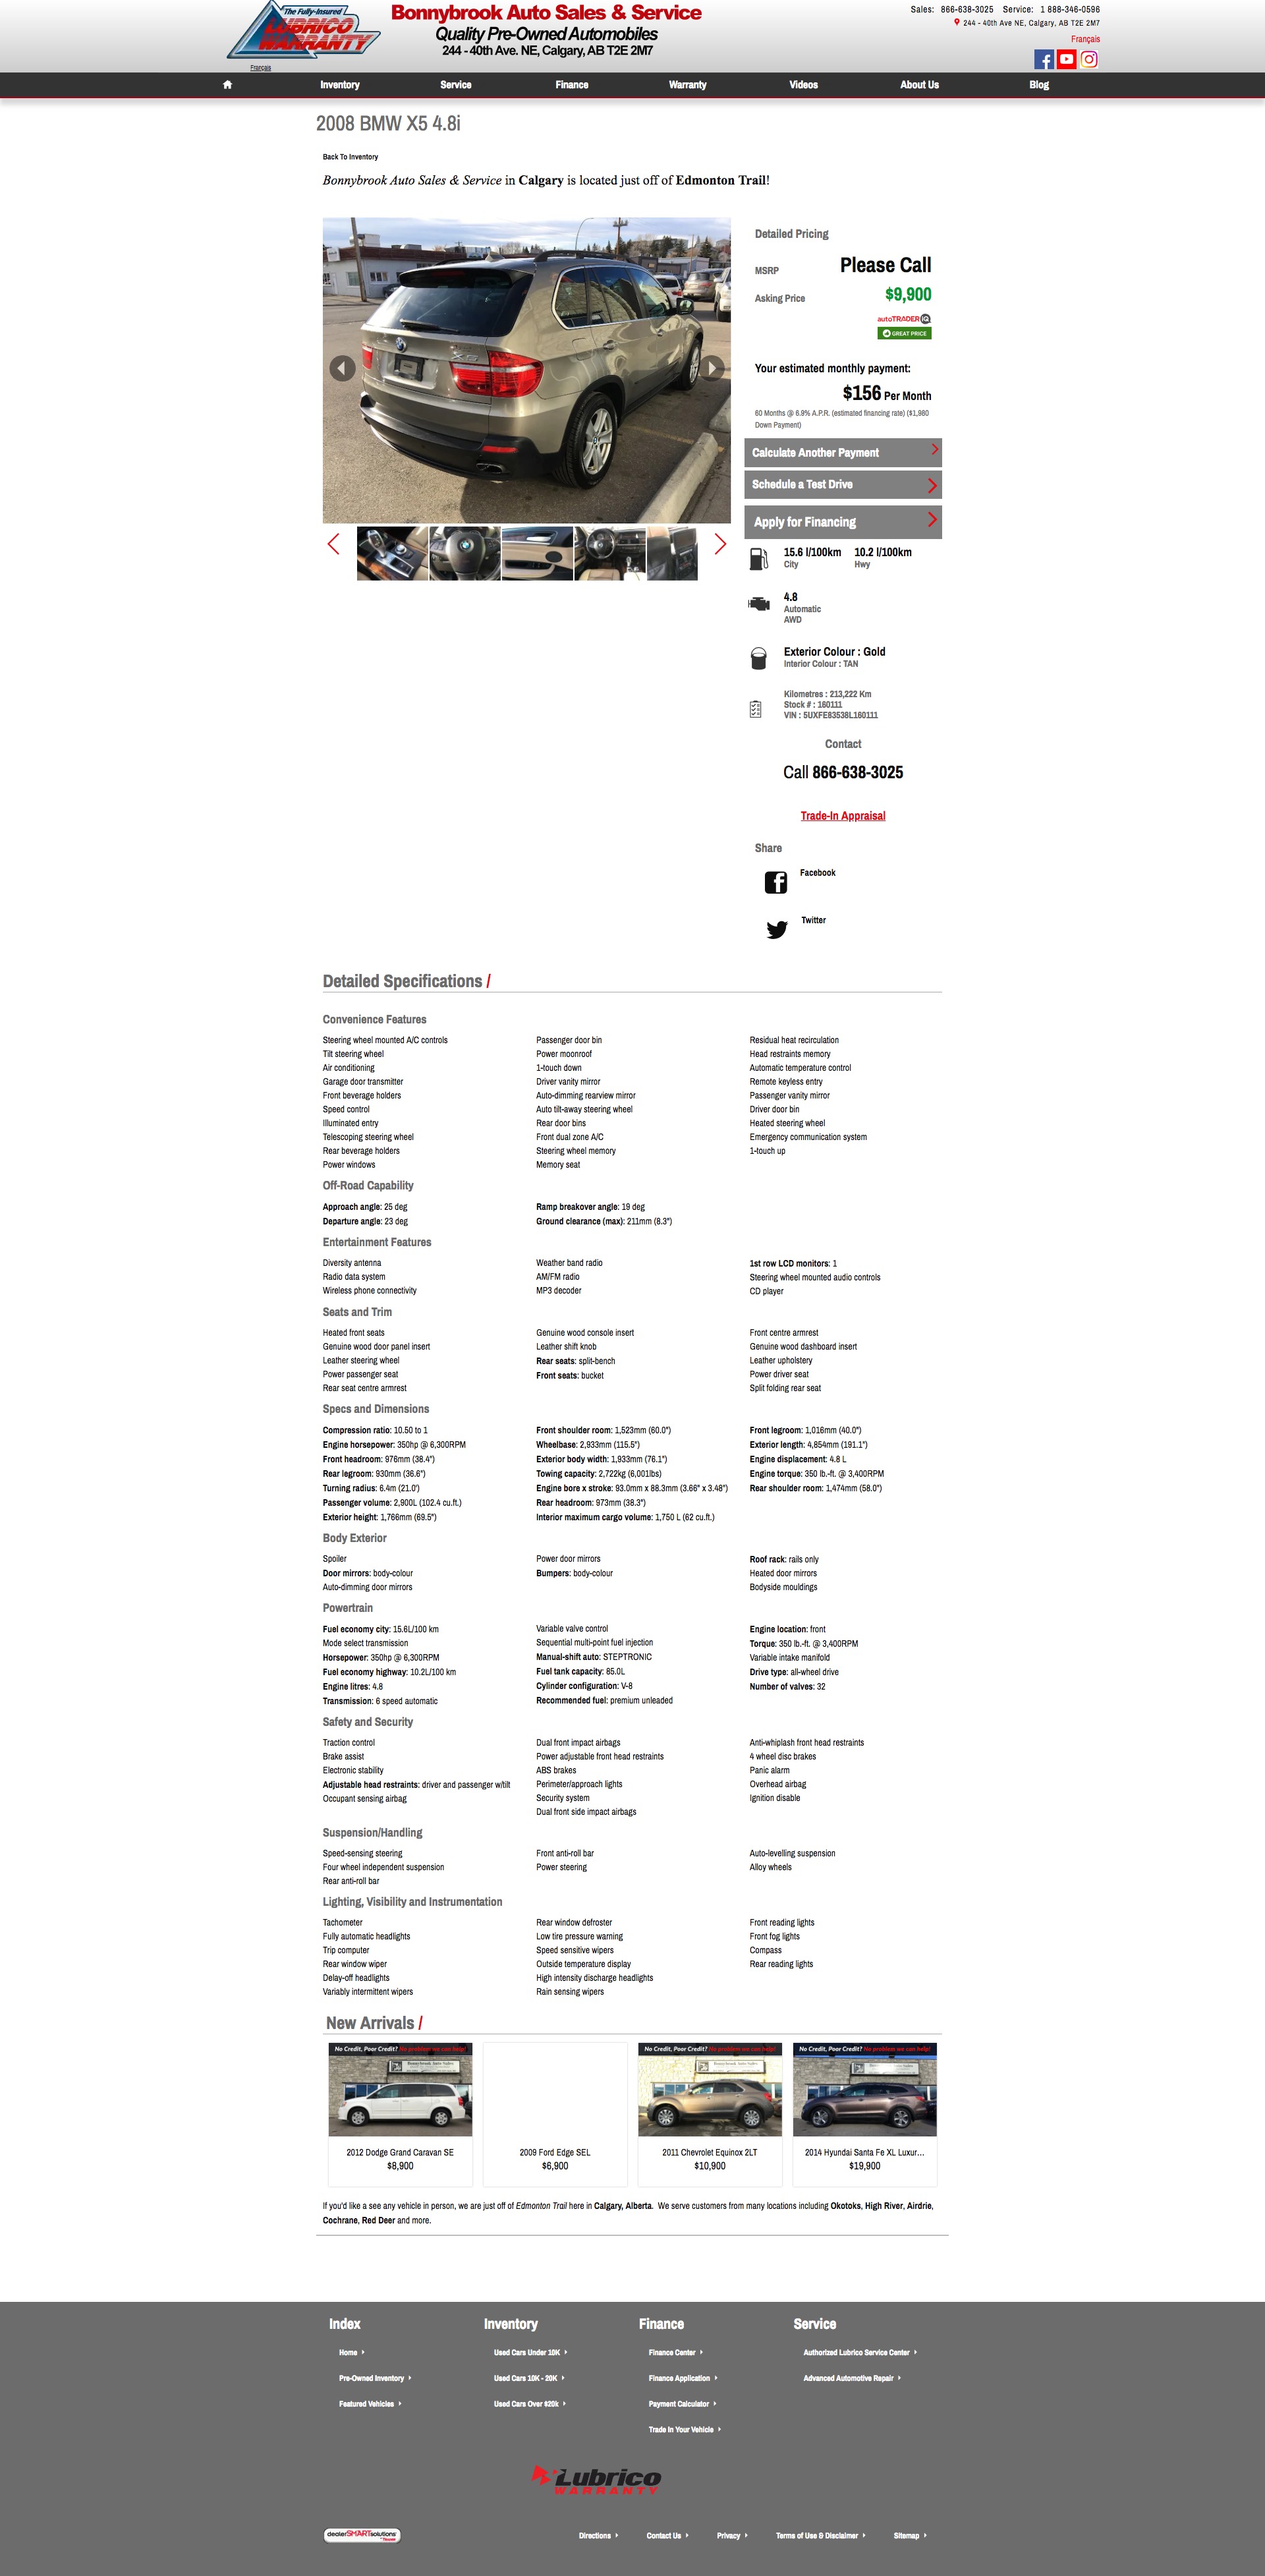 The Fully-Insured
LUBRICO
WARRANTY
Français
Bonnybrook Auto Sales & Service
Quality Pre-Owned Automobiles
244 - 40th Ave. NE, Calgary, AB T2E 2M7
Sales: 866-638-3025 Service: 1 888-346-0596
244 - 40th Ave NE, Calgary, AB T2E 2M7
Français
Inventory Service Finance Warranty Videos About Us Blog
2008 BMW X5 4.8i
Back To Inventory
Bonnybrook Auto Sales & Service in Calgary is located just off of Edmonton Trail!
Detailed Pricing
MSRP Please Call
Asking Price $9,900
autoTRADER IQ
GREAT PRICE
Your estimated monthly payment:
$156 Per Month
60 Months @ 6.9% A.P.R. (estimated financing rate) ($1,980
Down Payment)
Calculate Another Payment
Schedule a Test Drive
Apply for Financing
15.6 l/100km 10.2 l/100km
City Hwy
4.8
Automatic
AWD
Exterior Colour : Gold
Interior Colour : TAN
Kilometres : 213,222 Km
Stock # : 160111
VIN : 5UXFE83538L160111
Contact
Call 866-638-3025
Trade-In Appraisal
Share
Facebook
Twitter
Detailed Specifications /
Convenience Features
Steering wheel mounted A/C controls Passenger door bin Residual heat recirculation
Tilt steering wheel Power moonroof Head restraints memory
Air conditioning 1-touch down Automatic temperature control
Garage door transmitter Driver vanity mirror Remote keyless entry
Front beverage holders Auto-dimming rearview mirror Passenger vanity mirror
Speed control Auto tilt-away steering wheel Driver door bin
Illuminated entry Rear door bins Heated steering wheel
Telescoping steering wheel Front dual zone A/C Emergency communication system
Rear beverage holders Steering wheel memory 1-touch up
Power windows Memory seat
Off-Road Capability
Approach angle: 25 deg Ramp breakover angle: 19 deg
Departure angle: 23 deg Ground clearance (max): 211mm (8.3")
Entertainment Features
Diversity antenna Weather band radio 1st row LCD monitors: 1
Radio data system AM/FM radio Steering wheel mounted audio controls
Wireless phone connectivity MP3 decoder CD player
Seats and Trim
Heated front seats Genuine wood console insert Front centre armrest
Genuine wood door panel insert Leather shift knob Genuine wood dashboard insert
Leather steering wheel Rear seats: split-bench Leather upholstery
Power passenger seat Front seats: bucket Power driver seat
Rear seat centre armrest Split folding rear seat
Specs and Dimensions
Compression ratio: 10.50 to 1 Front shoulder room: 1,523mm (60.0") Front legroom: 1,016mm (40.0")
Engine horsepower: 350hp @ 6,300RPM Wheelbase: 2,933mm (115.5") Exterior length: 4,854mm (191.1")
Front headroom: 976mm (38.4") Exterior body width: 1,933mm (76.1") Engine displacement: 4.8 L
Rear legroom: 930mm (36.6") Towing capacity: 2,722kg (6,001lbs) Engine torque: 350 lb.-ft. @ 3,400RPM
Turning radius: 6.4m (21.0') Engine bore x stroke: 93.0mm x 88.3mm (3.66" x 3.48") Rear shoulder room: 1,474mm (58.0")
Passenger volume: 2,900L (102.4 cu.ft.) Rear headroom: 973mm (38.3")
Exterior height: 1,766mm (69.5") Interior maximum cargo volume: 1,750 L (62 cu.ft.)
Body Exterior
Spoiler Power door mirrors Roof rack: rails only
Door mirrors: body-colour Bumpers: body-colour Heated door mirrors
Auto-dimming door mirrors Bodyside mouldings
Powertrain
Fuel economy city: 15.6L/100 km Variable valve control Engine location: front
Mode select transmission Sequential multi-point fuel injection Torque: 350 lb.-ft. @ 3,400RPM
Horsepower: 350hp @ 6,300RPM Manual-shift auto: STEPTRONIC Variable intake manifold
Fuel economy highway: 10.2L/100 km Fuel tank capacity: 85.0L Drive type: all-wheel drive
Engine litres: 4.8 Cylinder configuration: V-8 Number of valves: 32
Transmission: 6 speed automatic Recommended fuel: premium unleaded
Safety and Security
Traction control Dual front impact airbags Anti-whiplash front head restraints
Brake assist Power adjustable front head restraints 4 wheel disc brakes
Electronic stability ABS brakes Panic alarm
Adjustable head restraints: driver and passenger w/tilt Perimeter/approach lights Overhead airbag
Occupant sensing airbag Security system Ignition disable
Dual front side impact airbags
Suspension/Handling
Speed-sensing steering Front anti-roll bar Auto-levelling suspension
Four wheel independent suspension Power steering Alloy wheels
Rear anti-roll bar
Lighting, Visibility and Instrumentation
Tachometer Rear window defroster Front reading lights
Fully automatic headlights Low tire pressure warning Front fog lights
Trip computer Speed sensitive wipers Compass
Rear window wiper Outside temperature display Rear reading lights
Delay-off headlights High intensity discharge headlights
Variably intermittent wipers Rain sensing wipers
New Arrivals /
No Credit, Poor Credit? No problem we can help! No Credit, Poor Credit? No problem we can help! No Credit, Poor Credit? No problem we can help!
2012 Dodge Grand Caravan SE 2009 Ford Edge SEL 2011 Chevrolet Equinox 2LT 2014 Hyundai Santa Fe XL Luxur...
$8,900 $6,900 $10,900 $19,900
If you'd like a see any vehicle in person, we are just off of Edmonton Trail here in Calgary, Alberta. We serve customers from many locations including Okotoks, High River, Airdrie,
Cochrane, Red Deer and more.
Index Inventory Finance Service
Home Used Cars Under 10K Finance Center Authorized Lubrico Service Center
Pre-Owned Inventory Used Cars 10K - 20K Finance Application Advanced Automotive Repair
Featured Vehicles Used Cars Over $20k Payment Calculator
Trade In Your Vehicle
Lubrico
WARRANTY
dealerSMARTsolutions
Directions Contact Us Privacy Terms of Use & Disclaimer Sitemap